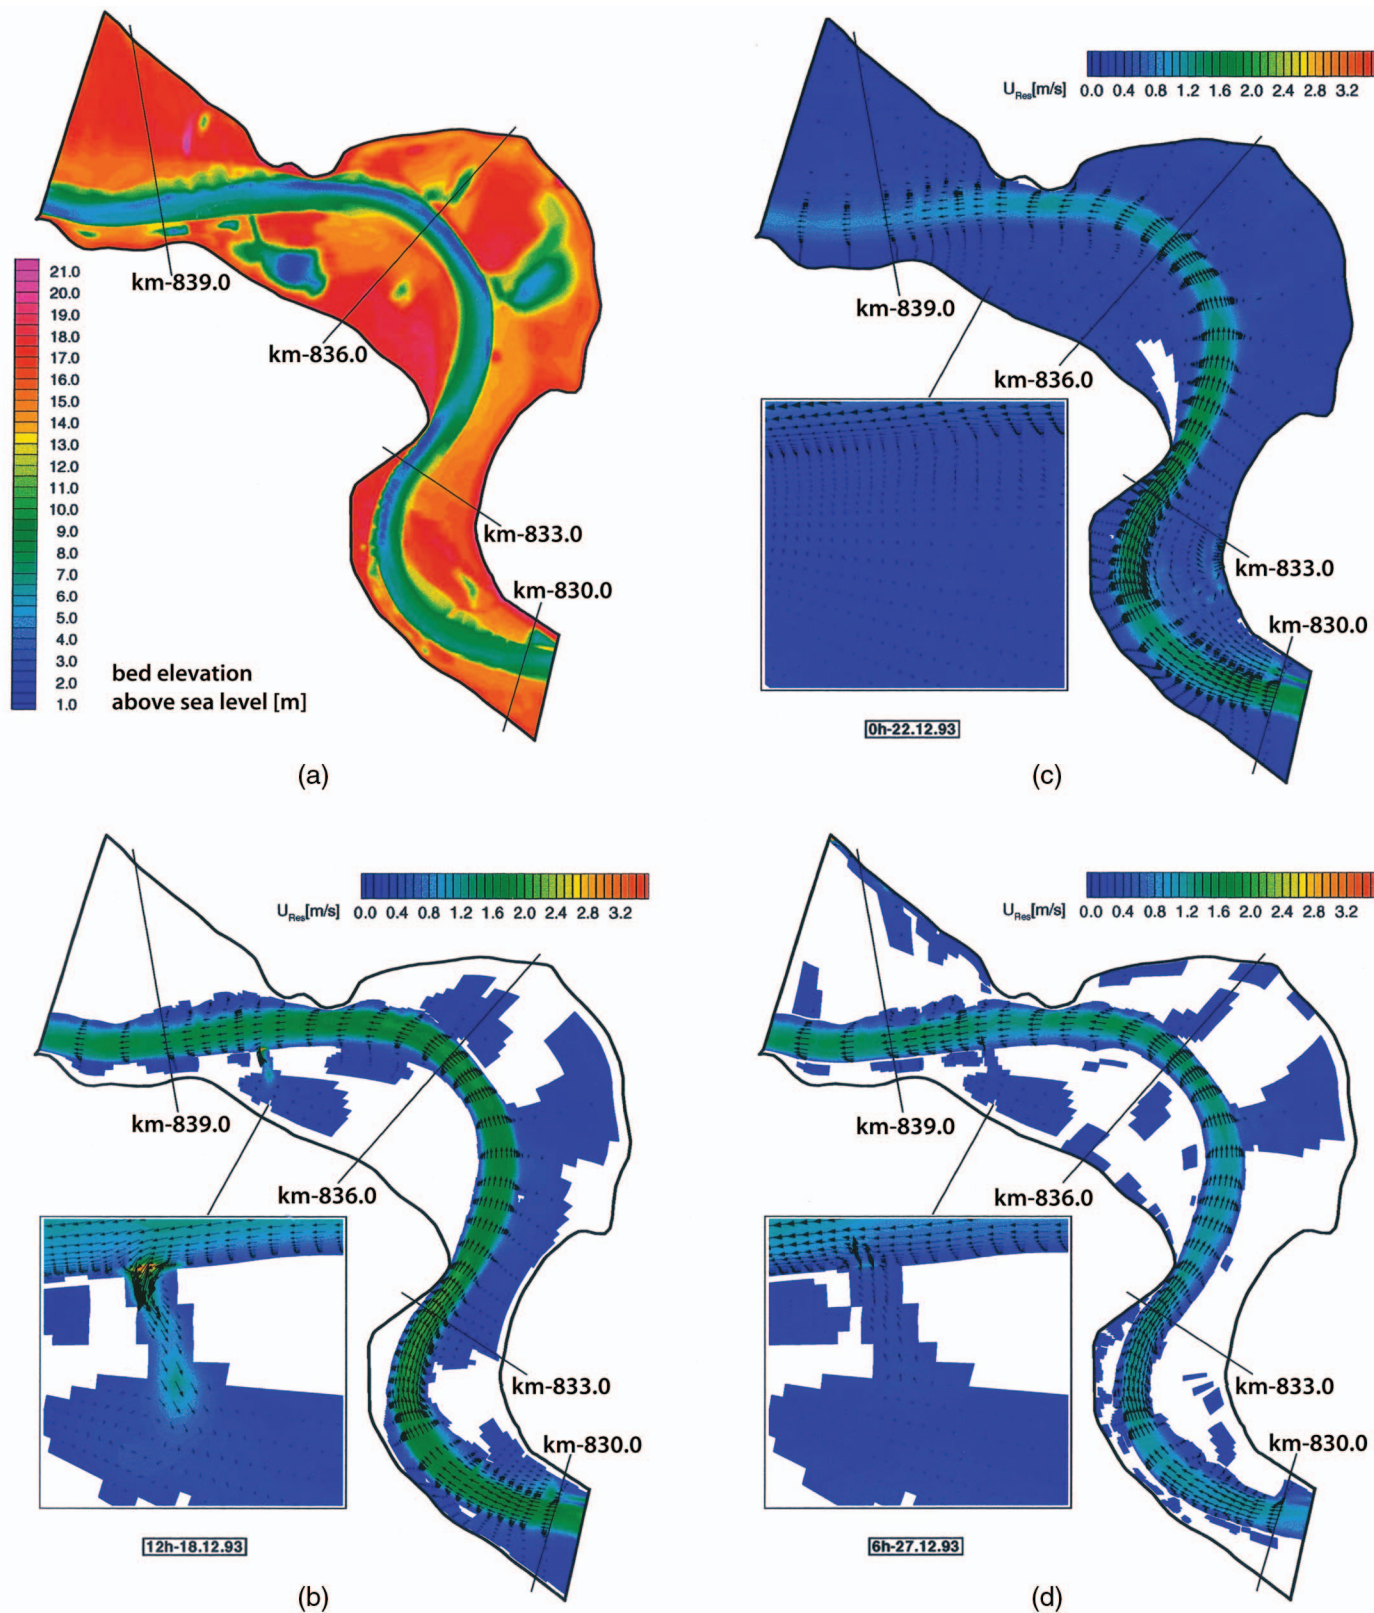 km-839.0
km-836.0
km-833.0
km-830.0
21.0
20.0
19.0
18.0
17.0
16.0
15.0
14.0
13.0
12.0
11.0
10.0
9.0
8.0
7.0
6.0
5.0
4.0
3.0
2.0
1.0
bed elevation
above sea level [m]
(a)
U_Res[m/s] 0.0 0.4 0.8 1.2 1.6 2.0 2.4 2.8 3.2
km-839.0
km-836.0
km-833.0
km-830.0
0h-22.12.93
(c)
U_Res[m/s] 0.0 0.4 0.8 1.2 1.6 2.0 2.4 2.8 3.2
km-839.0
km-836.0
km-833.0
km-830.0
12h-18.12.93
(b)
U_Res[m/s] 0.0 0.4 0.8 1.2 1.6 2.0 2.4 2.8 3.2
km-839.0
km-836.0
km-833.0
km-830.0
6h-27.12.93
(d)